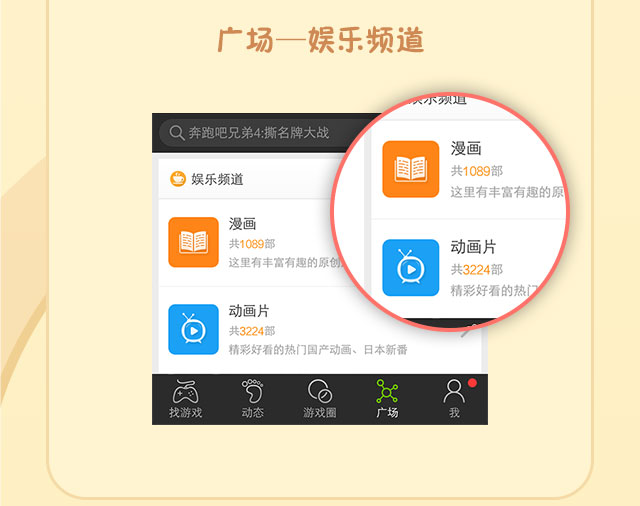 广场—娱乐频道
奔跑吧兄弟4:撕名牌大战
娱乐频道
漫画
共1089部
这里有丰富有趣的原创
动画片
共3224部
精彩好看的热门国产动画、日本新番
娱乐频道
漫画
共1089部
这里有丰富有趣的原
动画片
共3224部
精彩好看的热门
找游戏
动态
游戏圈
广场
我